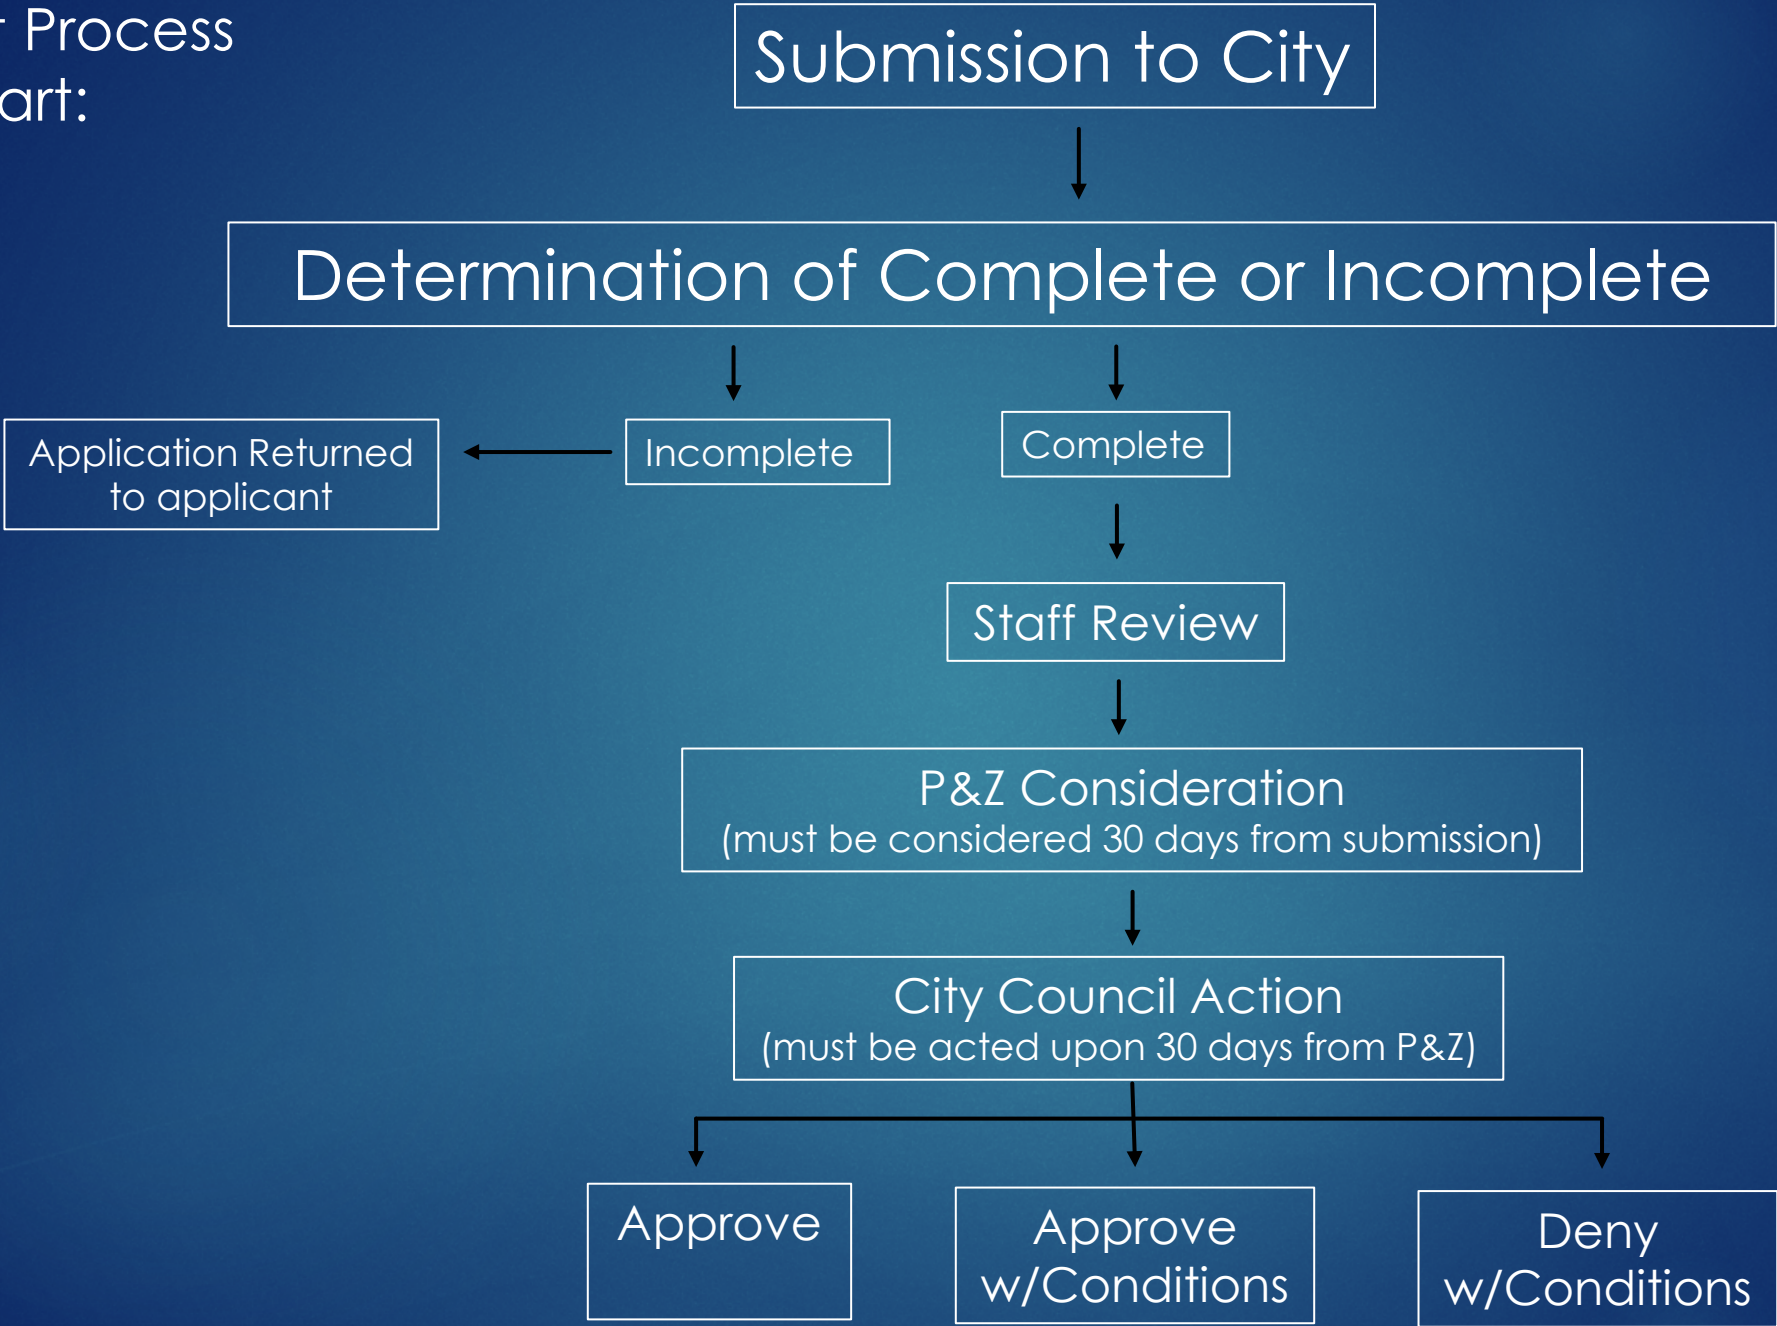 Process
Submission to City
Determination of Complete or Incomplete
Application Returned
to applicant
Incomplete
Complete
Staff Review
P&Z Consideration
(must be considered 30 days from submission)
City Council Action
(must be acted upon 30 days from P&Z)
Approve
Approve
w/Conditions
Deny
w/Conditions